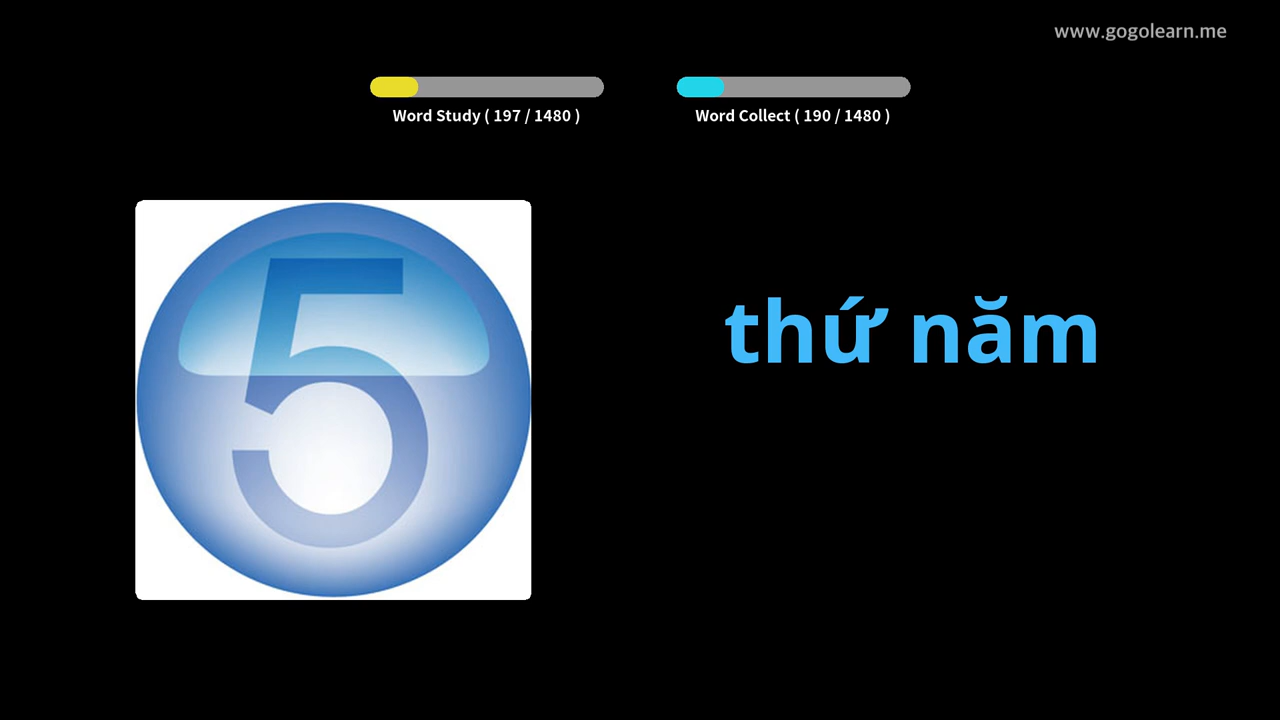 www.gogolearn.me
Word Study ( 197 / 1480 )
Word Collect ( 190 / 1480 )
5
thứ năm